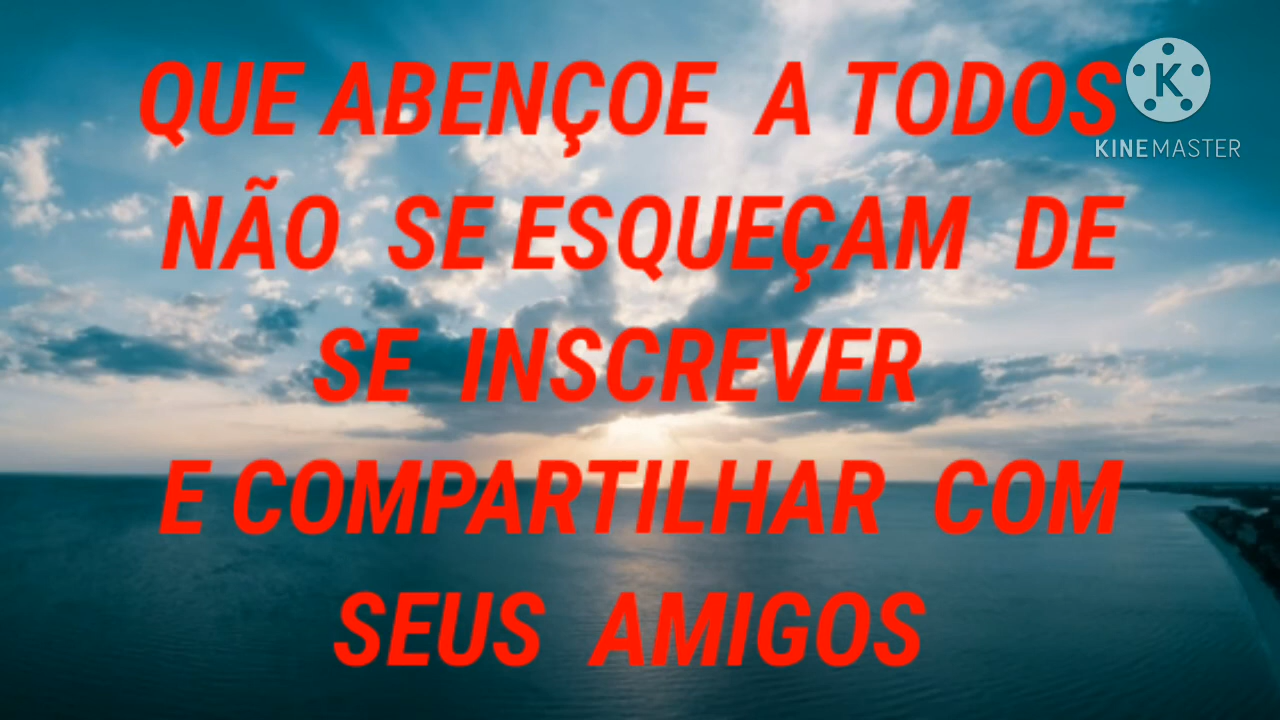 QUE ABENÇOE A TODOS
NÃO SE ESQUEÇAM DE
SE INSCREVER
E COMPARTILHAR COM
SEUS AMIGOS
K
KINEMASTER